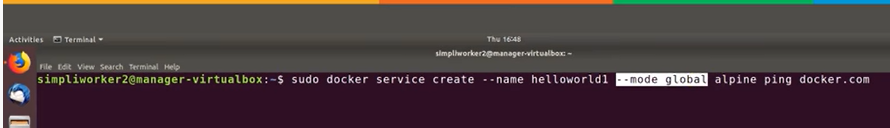 Activities Terminal Thu 16:48
simpliworker2@manager-virtualbox: ~
File Edit View Search Terminal Help
simpliworker2@manager-virtualbox:~$ sudo docker service create --name helloworld1 --mode global alpine ping docker.com